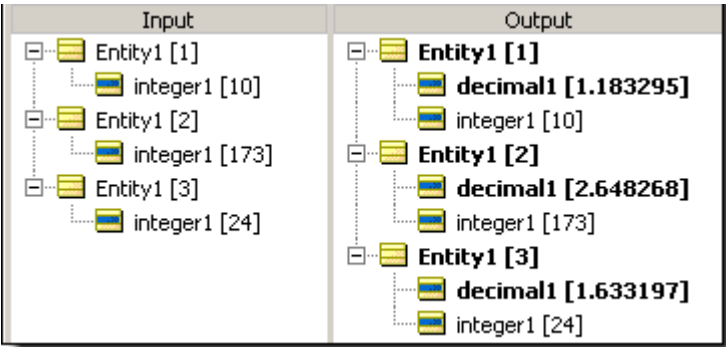 Input
Entity1 [1]
integer1 [10]
Entity1 [2]
integer1 [173]
Entity1 [3]
integer1 [24]
Output
Entity1 [1]
decimal1 [1.183295]
integer1 [10]
Entity1 [2]
decimal1 [2.648268]
integer1 [173]
Entity1 [3]
decimal1 [1.633197]
integer1 [24]